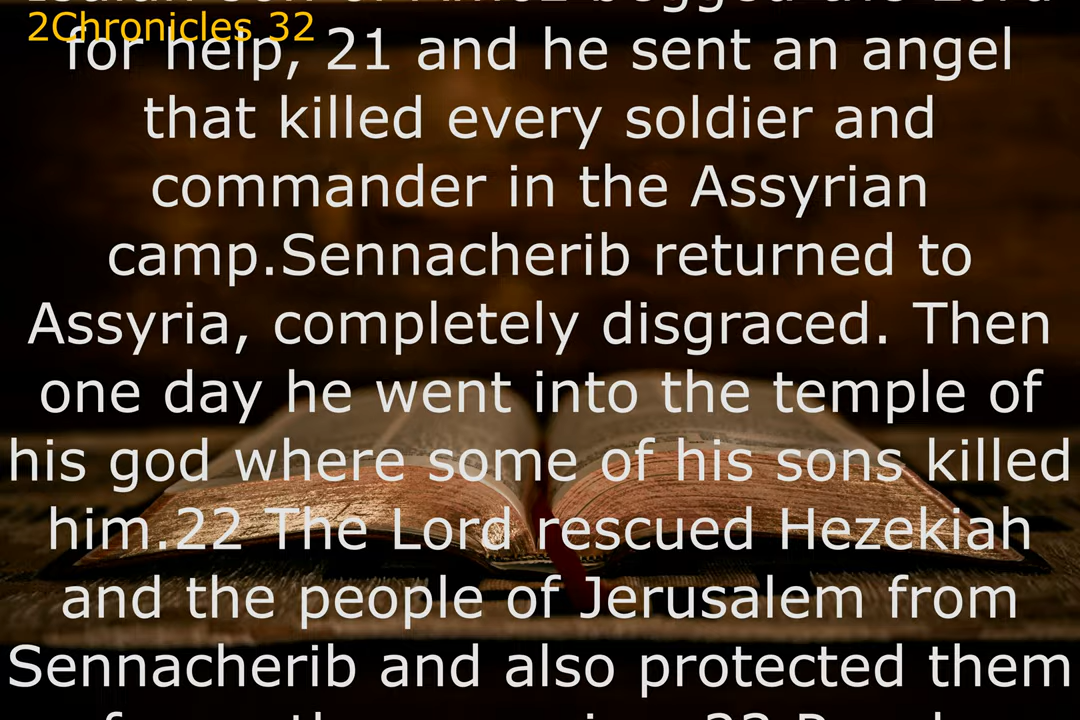 2Chronicles 32
for help, 21 and he sent an angel
that killed every soldier and
commander in the Assyrian
camp.Sennacherib returned to
Assyria, completely disgraced. Then
one day he went into the temple of
his god where some of his sons killed
him.22 The Lord rescued Hezekiah
and the people of Jerusalem from
Sennacherib and also protected them